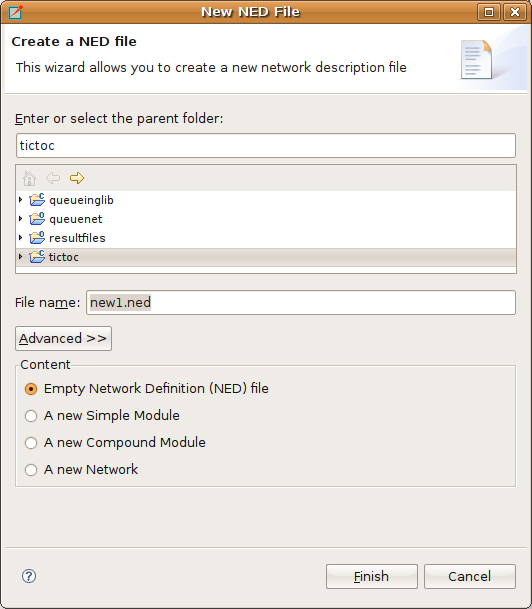 New NED File
Create a NED file
This wizard allows you to create a new network description file
Enter or select the parent folder:
tictoc
queueinglib
queuenet
resultfiles
tictoc
File name: new1.ned
Advanced >>
Content
Empty Network Definition (NED) file
A new Simple Module
A new Compound Module
A new Network
Finish Cancel